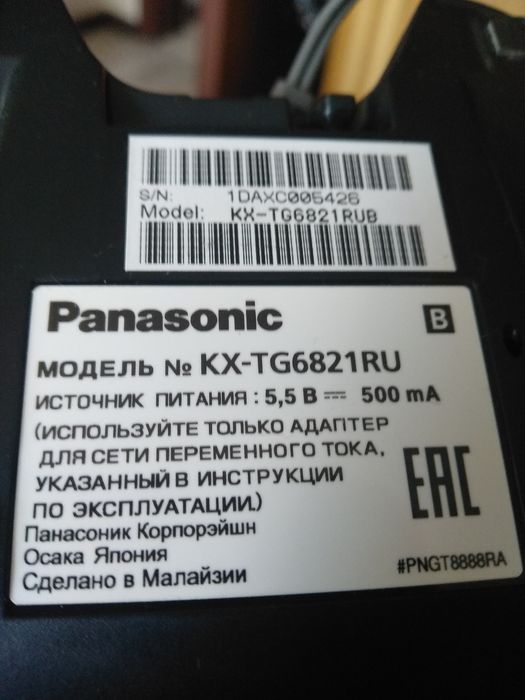 S/N: 1DAXC005426
Model: KX-TG6821RUB
Panasonic B
МОДЕЛЬ № KX-TG6821RU
ИСТОЧНИК ПИТАНИЯ : 5,5 В ⎓ 500 mA
(ИСПОЛЬЗУЙТЕ ТОЛЬКО АДАПТЕР
ДЛЯ СЕТИ ПЕРЕМЕННОГО ТОКА,
УКАЗАННЫЙ В ИНСТРУКЦИИ
ПО ЭКСПЛУАТАЦИИ.)
EAC
Панасоник Корпорэйшн
Осака Япония
Сделано в Малайзии
#PNGT8888RA